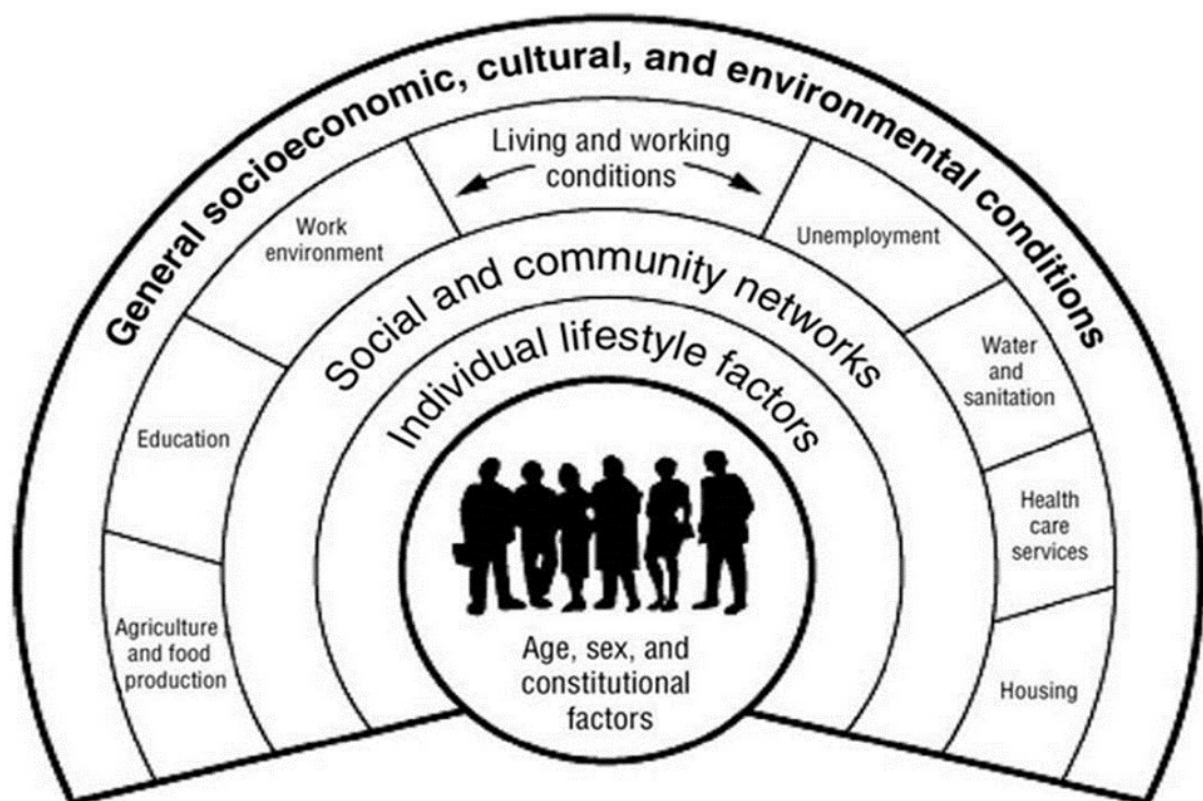 General socioeconomic, cultural, and environmental conditions
Living and working
conditions
Work
environment
Unemployment
Education
Water
and
sanitation
Agriculture
and food
production
Health
care
services
Housing
Social and community networks
Individual lifestyle factors
Age, sex, and
constitutional
factors